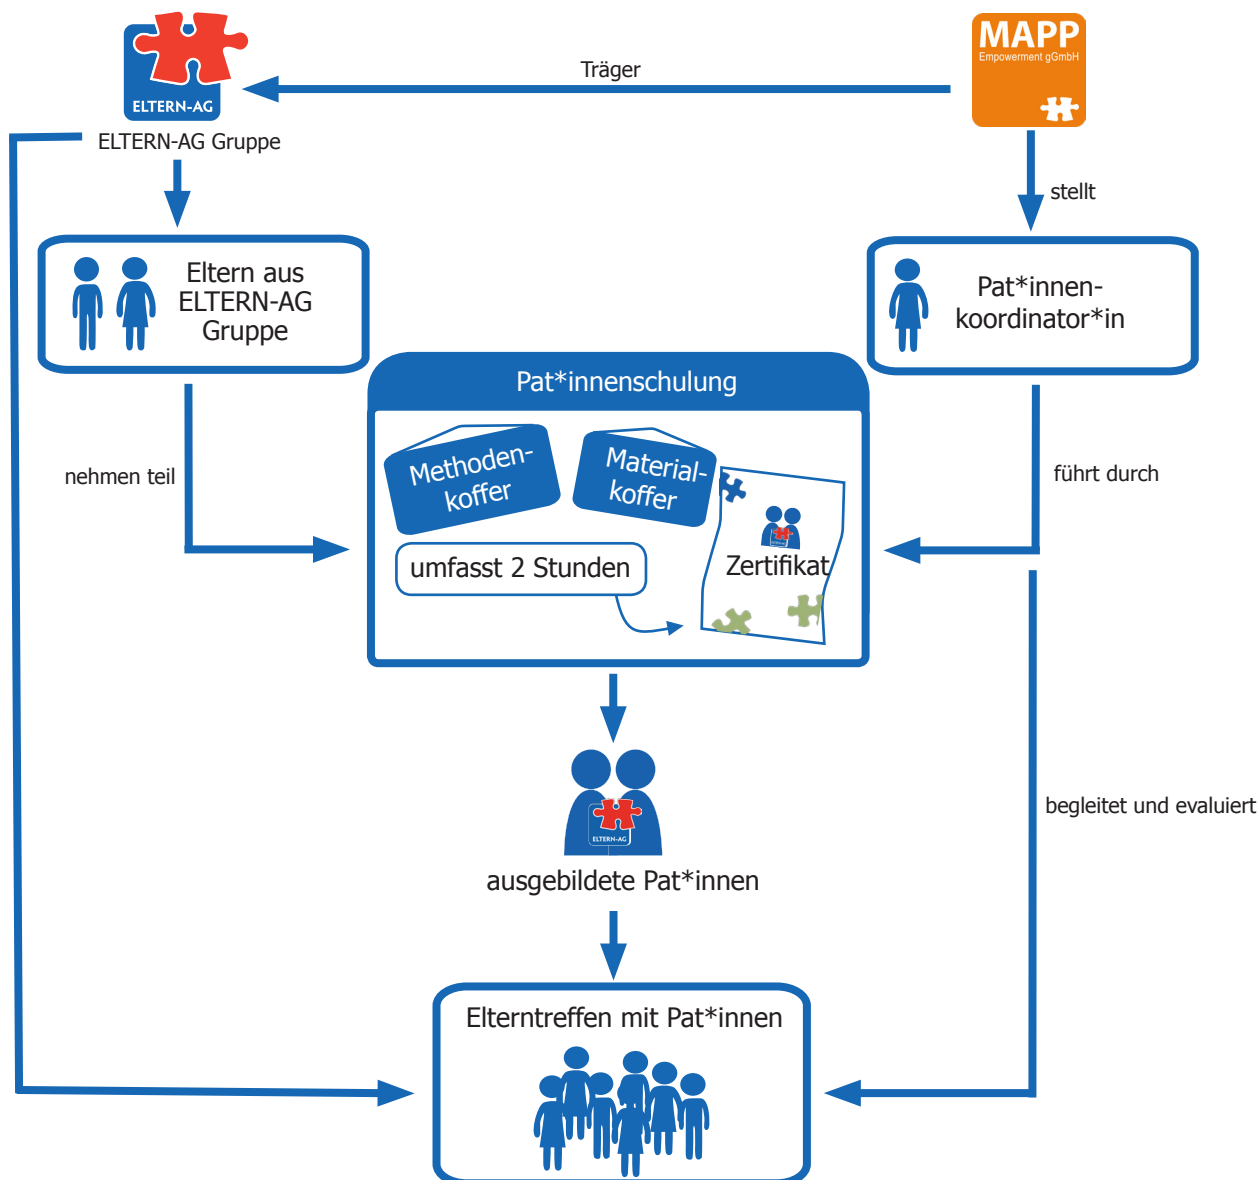 ELTERN-AG
ELTERN-AG Gruppe
Träger
MAPP
Empowerment gGmbH
stellt
Eltern aus
ELTERN-AG
Gruppe
Pat*innen-
koordinator*in
Pat*innenschulung
nehmen teil
Methoden-
koffer
Material-
koffer
führt durch
umfasst 2 Stunden
Zertifikat
ELTERN-AG
begleitet und evaluiert
ausgebildete Pat*innen
Elterntreffen mit Pat*innen